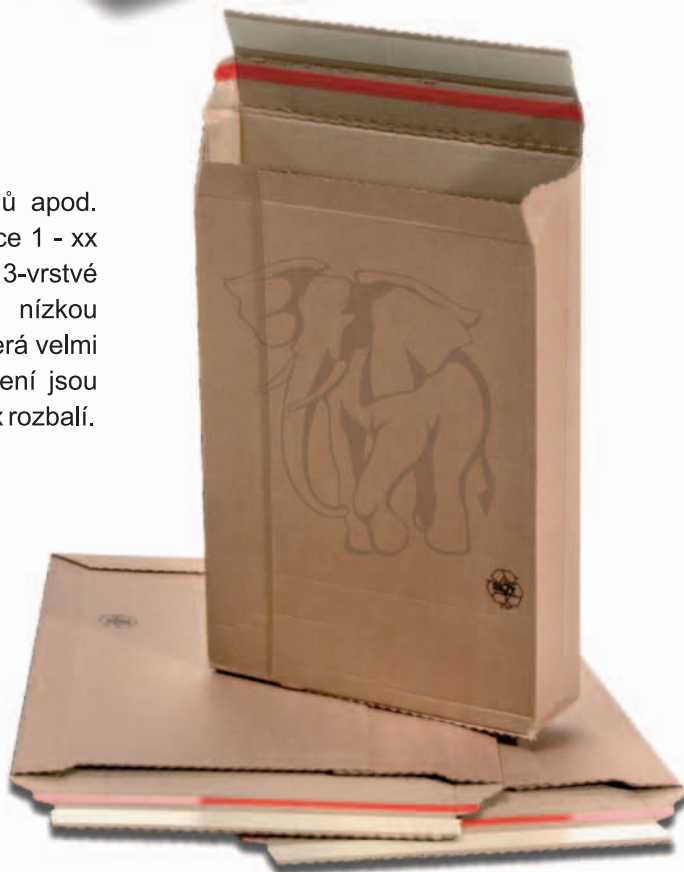 ů apod.
ce 1 - xx
3-vrstvé
nízkou
erá velmi
ení jsou
x rozbalí.